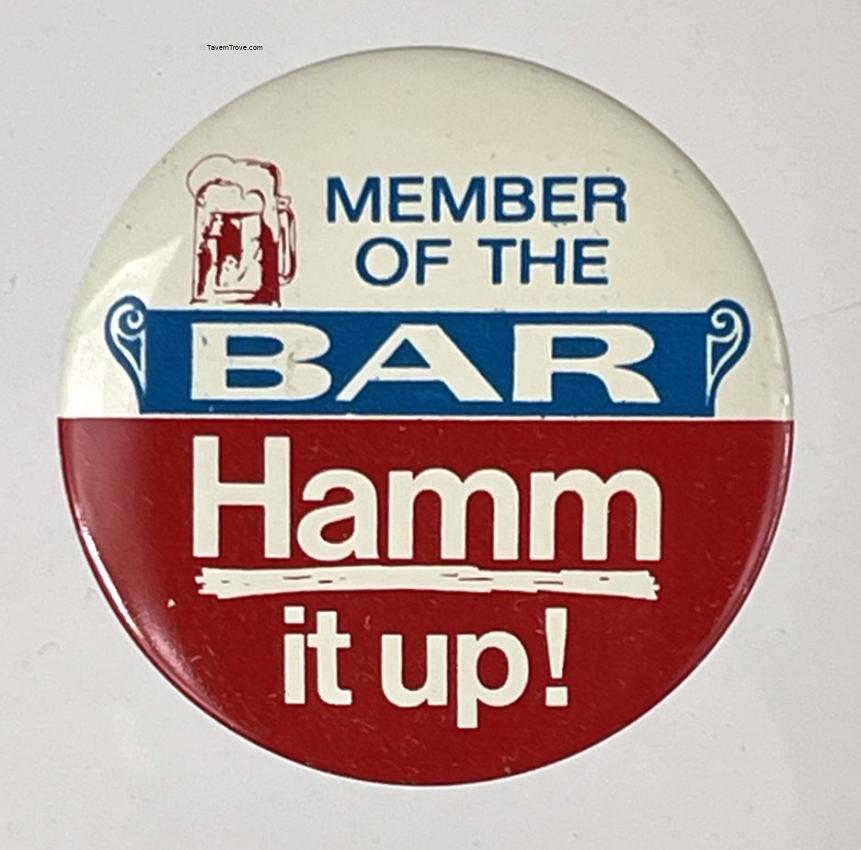 TavernTrove.com
MEMBER
OF THE
BAR
Hamm
it up!